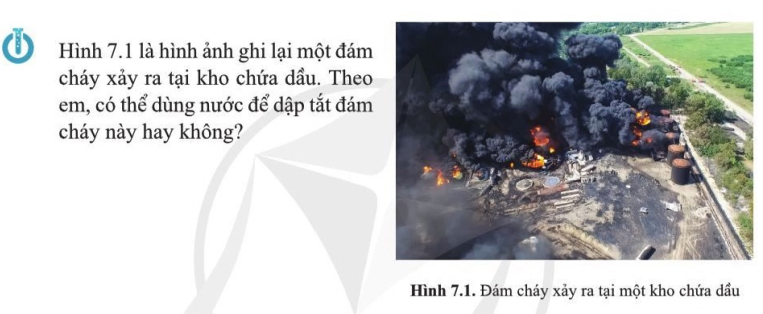 Hình 7.1 là hình ảnh ghi lại một đám
cháy xảy ra tại kho chứa dầu. Theo
em, có thể dùng nước để dập tắt đám
cháy này hay không?
Hình 7.1. Đám cháy xảy ra tại một kho chứa dầu